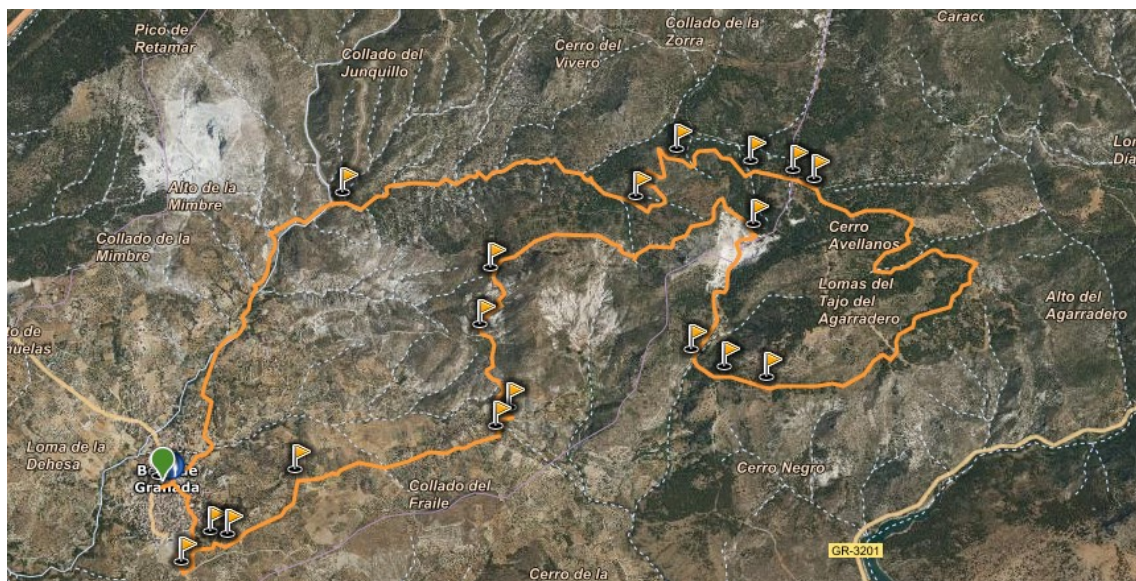 Pico de
Retamar
Collado del
Junquillo
Cerro del
Vivero
Collado de la
Zorra
Alto de la
Mimbre
Collado de la
Mimbre
Cerro
Avellanos
Lomas del
Tajo del
Agarradero
Alto del
Agarradero
Loma de la
Dehesa
Granada
Collado del
Fraile
Cerro Negro
GR-3201
Cerro de la